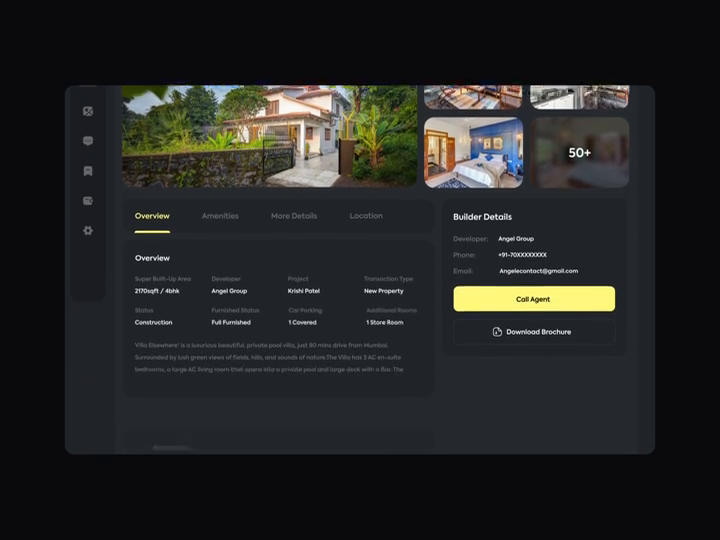 50+
Overview
Amenities
More Details
Location
Builder Details
Developer: Angel Group
Phone: +91-70XXXXXXXX
Email: Angelecontact@gmail.com
Call Agent
Download Brochure
Overview
Super Built-Up Area
Developer
Project
Transaction Type
2170sqft / 4bhk
Angel Group
Krishi Patel
New Property
Status
Furnished Status
Car Parking
Additional Rooms
Construction
Full Furnished
1 Covered
1 Store Room
'Villa Elsewhere' is a luxurious beautiful, private pool villa, just 90 mins drive from Mumbai.
Surrounded by lush green views of fields, hills, and sounds of nature.The Villa has 3 AC en-suite
bedrooms, a large AC living room that opens into a private pool and large deck with a Bar. The